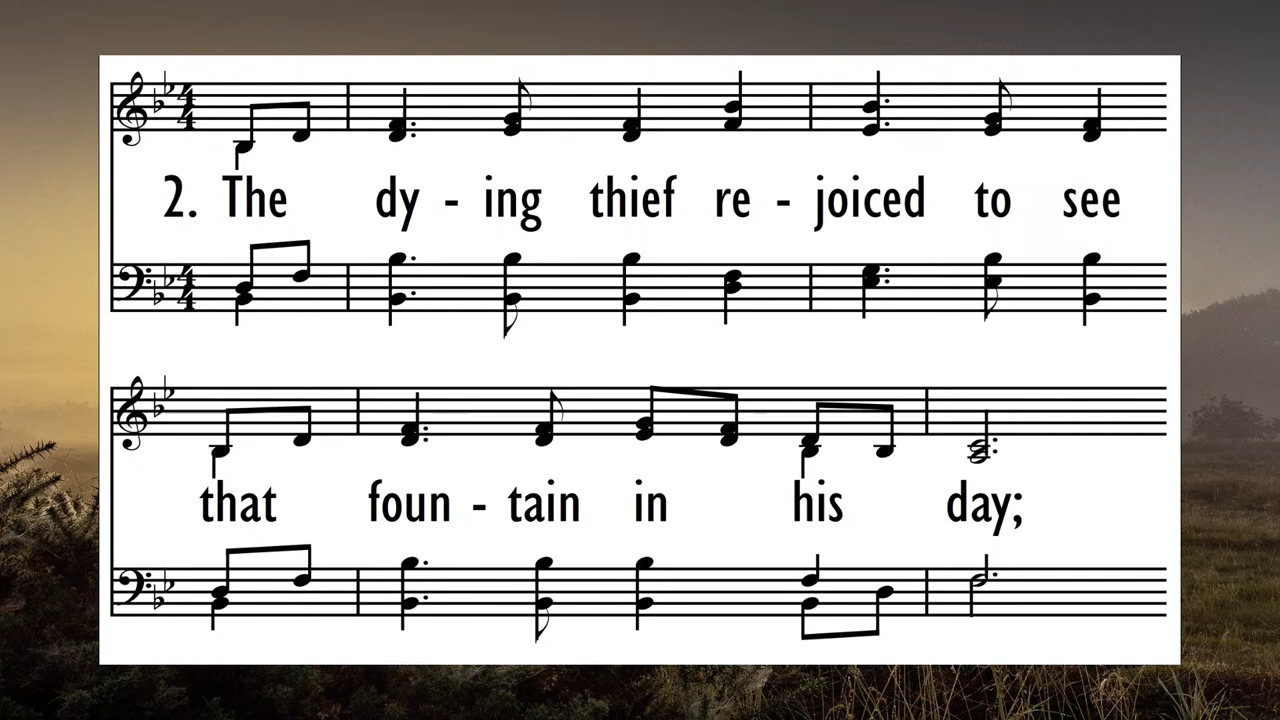 2. The dy - ing thief re - joiced to see
that foun - tain in his day;